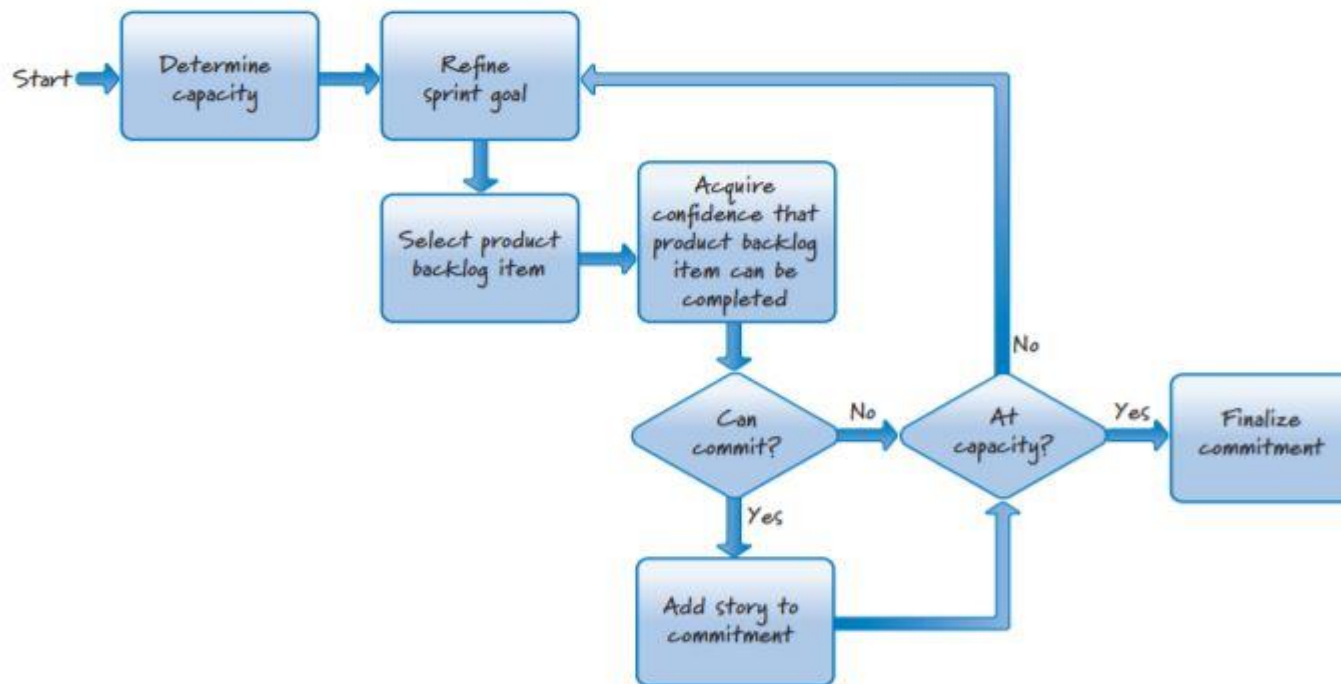 Start
Determine
capacity
Refine
sprint goal
Select product
backlog item
Acquire
confidence that
product backlog
item can be
completed
Can
commit?
No
Yes
Add story to
commitment
At
capacity?
No
Yes
Finalize
commitment